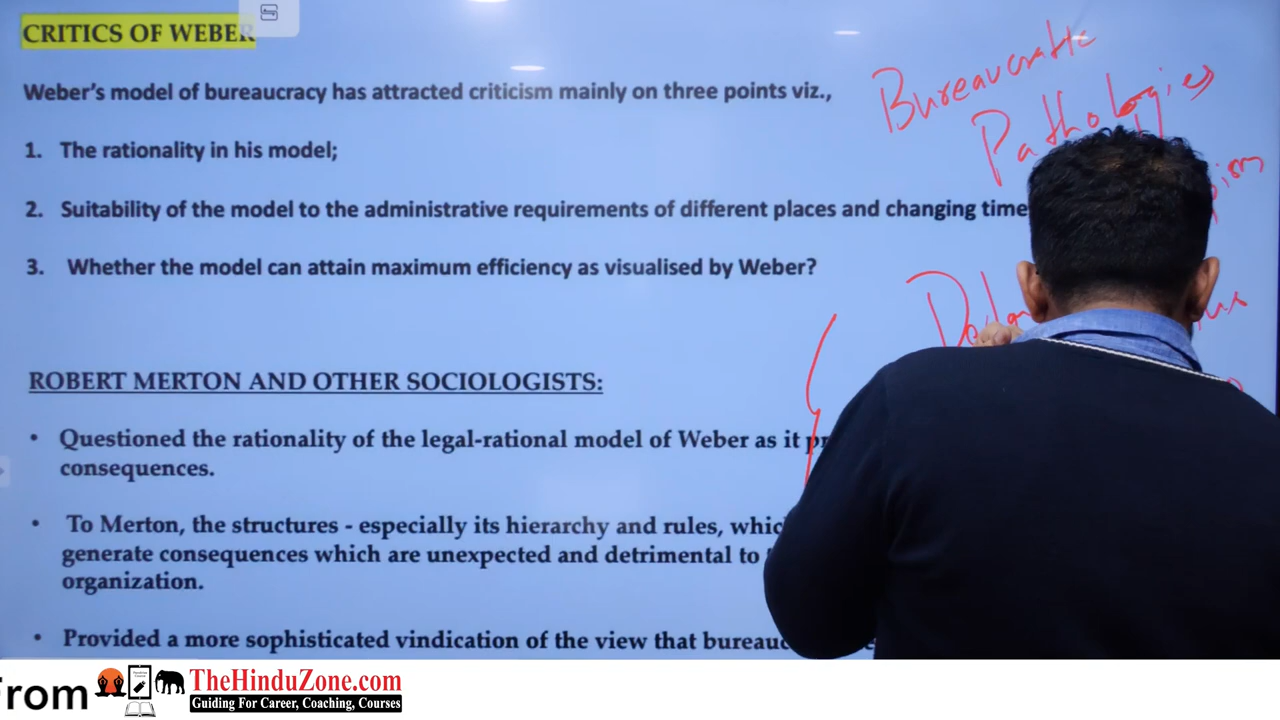 CRITICS OF WEBER
Bureaucratic
Pathologies
Weber's model of bureaucracy has attracted criticism mainly on three points viz.,
1. The rationality in his model;
2. Suitability of the model to the administrative requirements of different places and changing time
3. Whether the model can attain maximum efficiency as visualised by Weber?
ROBERT MERTON AND OTHER SOCIOLOGISTS:
• Questioned the rationality of the legal-rational model of Weber as it
consequences.
• To Merton, the structures - especially its hierarchy and rules,
generate consequences which are unexpected and detrimental to
organization.
• Provided a more sophisticated vindication of the view that
From
TheHinduZone.com
Guiding For Career, Coaching, Courses